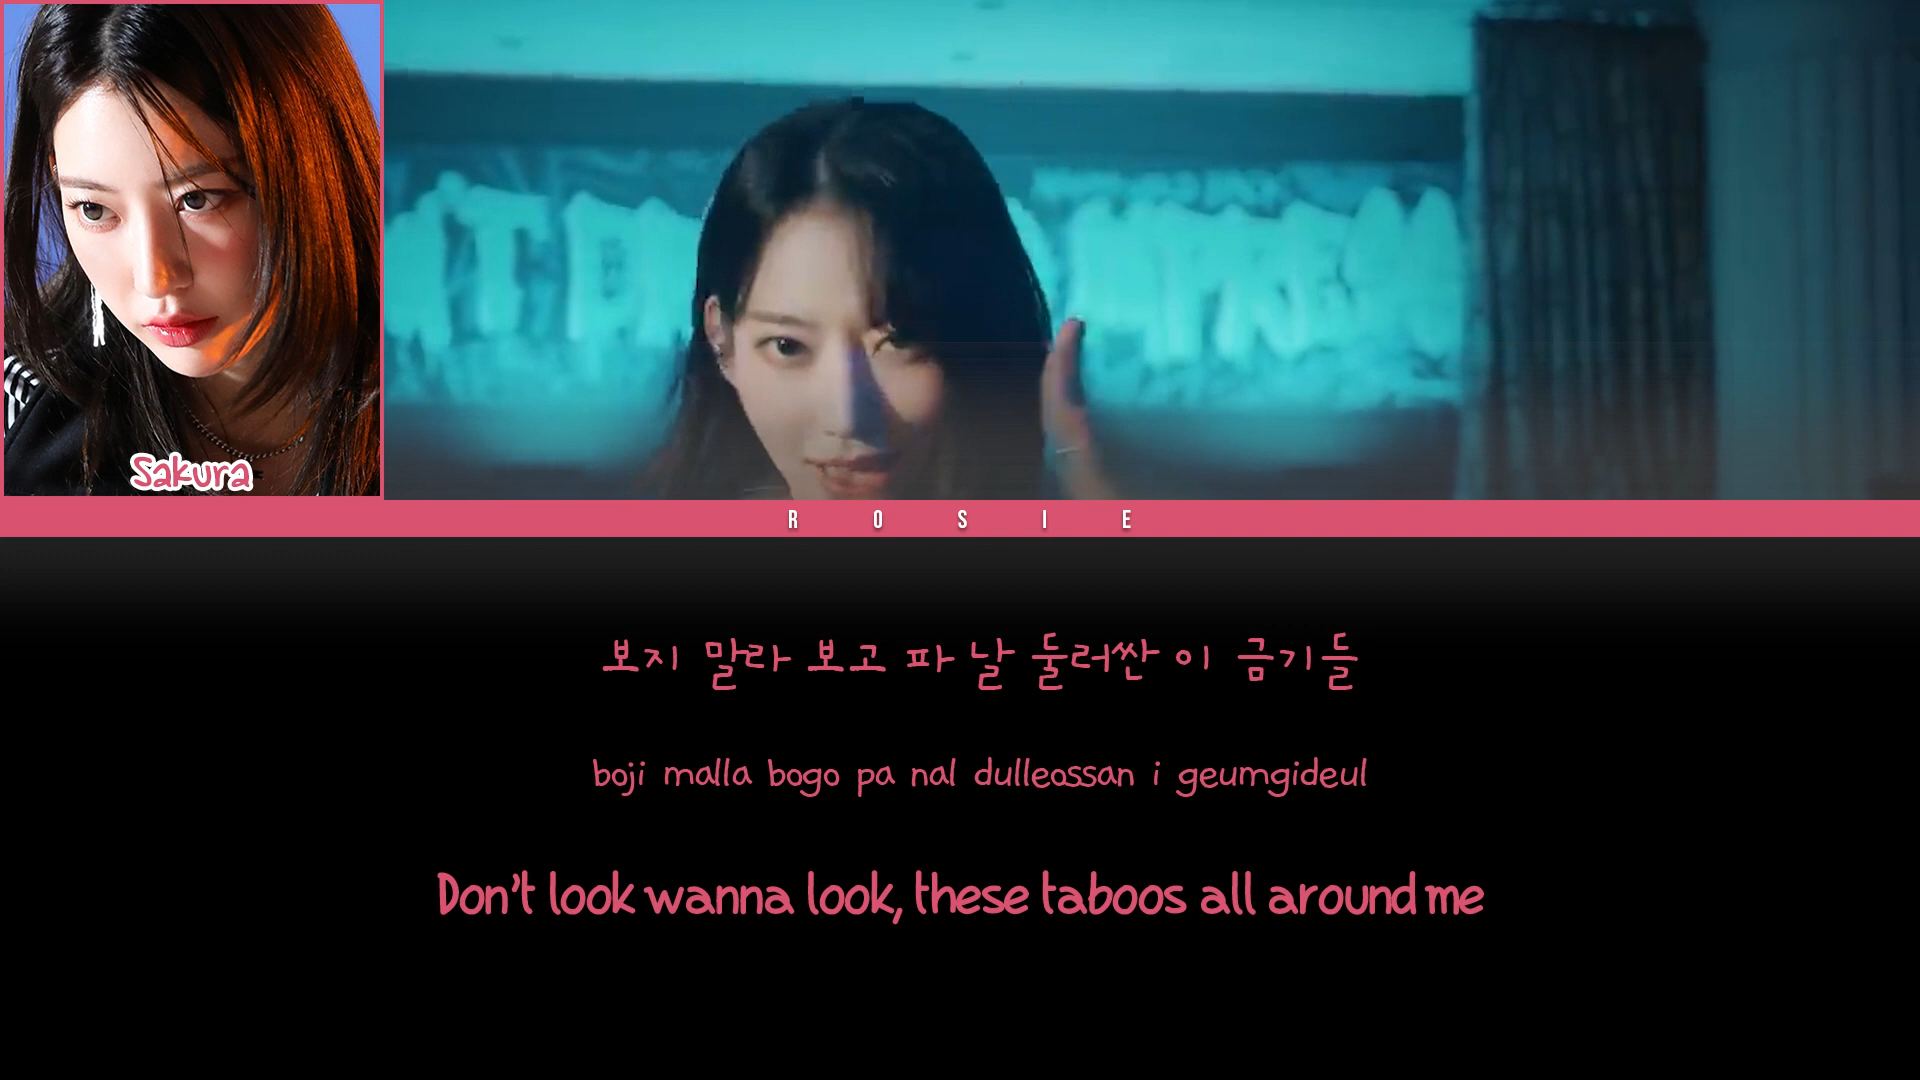 Sakura
ROSIE
보지 말라 보고 파 날 둘러싼 이 금기들
boji malla bogo pa nal dulleossan i geumgideul
Don't look wanna look, these taboos all around me